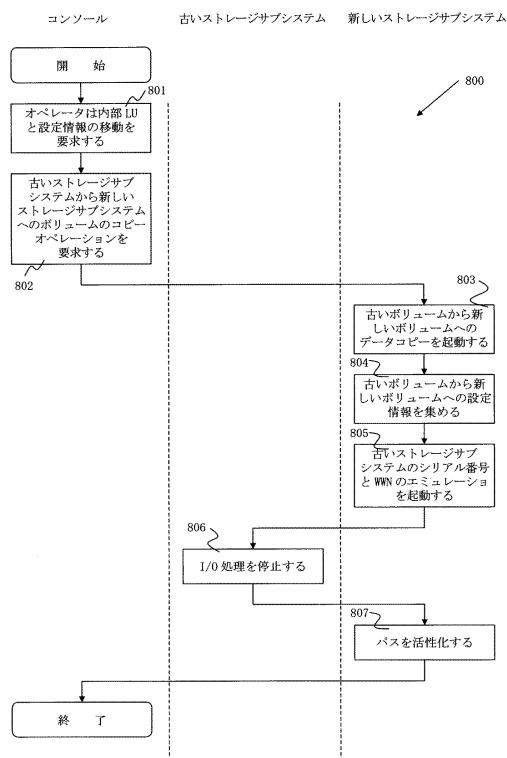 コンソール
古いストレージサブシステム
新しいストレージサブシステム
開 始
800
801
オペレータは内部LU
と設定情報の移動を
要求する
古いストレージサブ
システムから新しい
ストレージサブシステム
へのボリュームのコピー
オペレーションを
要求する
802
803
古いボリュームから新
しいボリュームへの
データコピーを起動する
804
古いボリュームから新
しいボリュームへの設定
情報を集める
805
古いストレージサブ
システムのシリアル番号
とWWNのエミュレーショ
を起動する
806
I/O処理を停止する
807
パスを活性化する
終 了